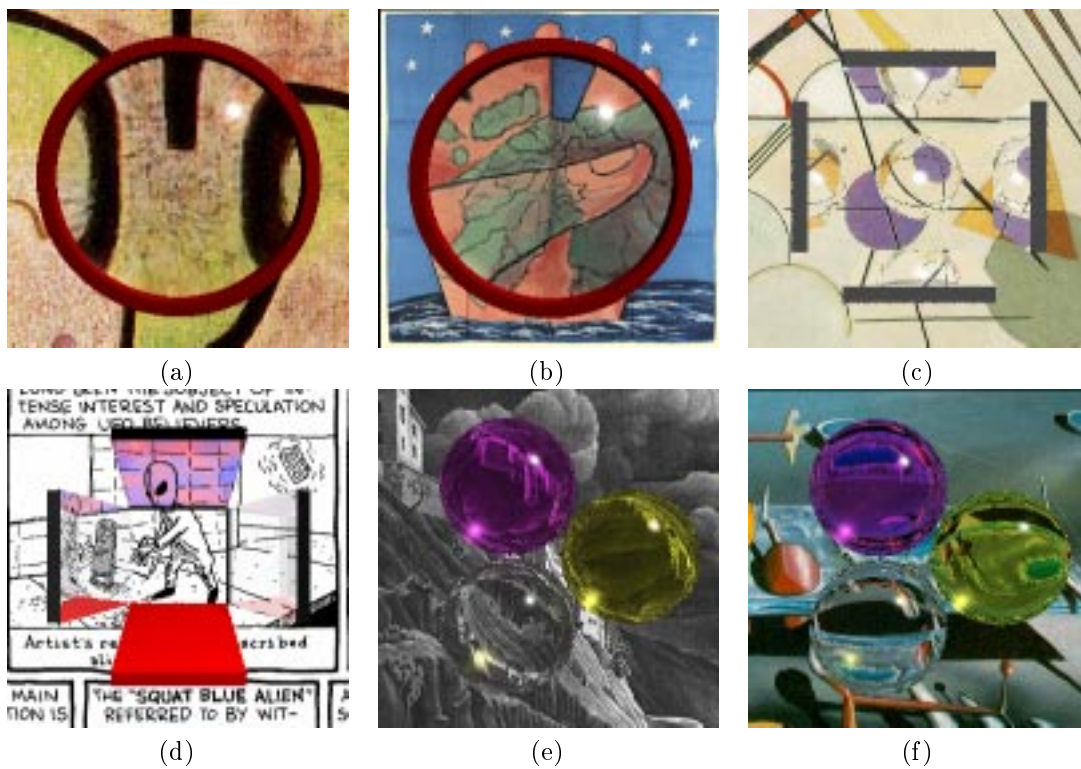 (a)
(b)
(c)
LONG BEEN THE SUBJECT OF IN-
TENSE INTEREST AND SPECULATION
AMONG UFO BELIEVERS
Artist's re scribed
ali
MAIN
TION IS
THE "SQUAT BLUE ALIEN"
REFERRED TO BY WIT-
A
(d)
(e)
(f)